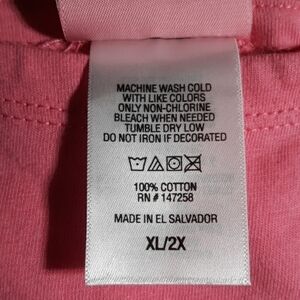 MACHINE WASH COLD
WITH LIKE COLORS
ONLY NON-CHLORINE
BLEACH WHEN NEEDED
TUMBLE DRY LOW
DO NOT IRON IF DECORATED
100% COTTON
RN # 147258
MADE IN EL SALVADOR
XL/2X